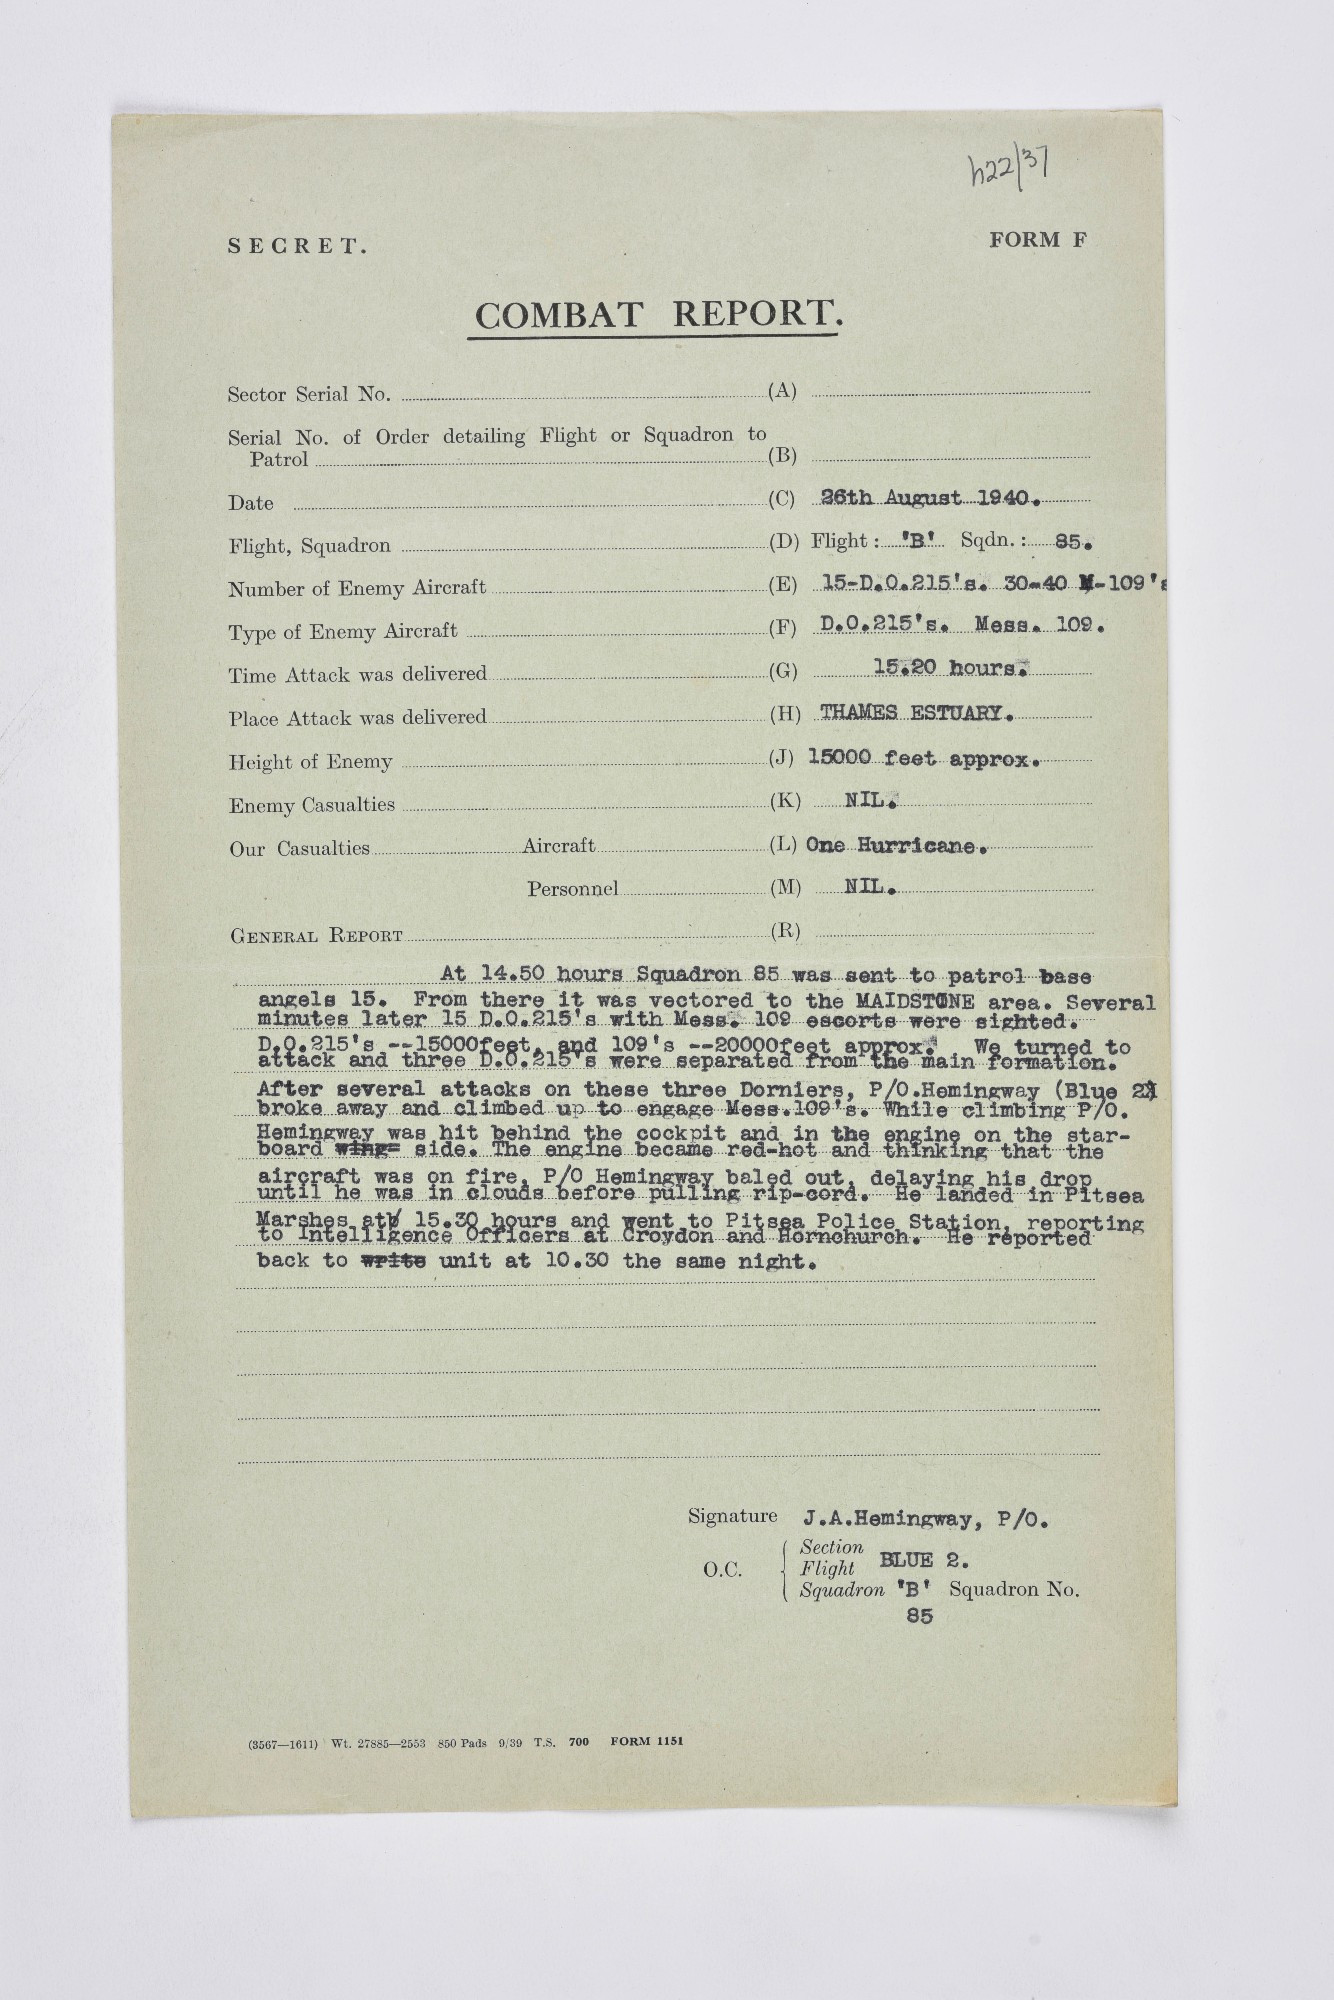 h22/37
SECRET.
FORM F
COMBAT REPORT.
Sector Serial No. (A)
Serial No. of Order detailing Flight or Squadron to
Patrol (B)
Date (C) 26th August 1940.
Flight, Squadron (D) Flight: 'B' Sqdn.: 85.
Number of Enemy Aircraft (E) 15-D.O.215's. 30-40 M-109's
Type of Enemy Aircraft (F) D.O.215's. Mess. 109.
Time Attack was delivered (G) 15.20 hours.
Place Attack was delivered (H) THAMES ESTUARY.
Height of Enemy (J) 15000 feet approx.
Enemy Casualties (K) NIL.
Our Casualties Aircraft (L) One Hurricane.
Personnel (M) NIL.
GENERAL REPORT (R)
At 14.50 hours Squadron 85 was sent to patrol base
angels 15. From there it was vectored to the MAIDSTONE area. Several
minutes later 15 D.O.215's with Mess. 109 escorts were sighted.
D.O.215's --15000feet, and 109's --20000feet approx. We turned to
attack and three D.O.215's were separated from the main formation.
After several attacks on these three Dorniers, P/O.Hemingway (Blue 2)
broke away and climbed up to engage Mess.109's. While climbing P/O.
Hemingway was hit behind the cockpit and in the engine on the star-
board wing= side. The engine became red-hot and thinking that the
aircraft was on fire, P/O Hemingway baled out, delaying his drop
until he was in clouds before pulling rip-cord. He landed in Pitsea
Marshes at 15.30 hours and went to Pitsea Police Station, reporting
to Intelligence Officers at Croydon and Hornchurch. He reported
back to write unit at 10.30 the same night.
Signature J.A.Hemingway, P/O.
Section
O.C. Flight BLUE 2.
Squadron 'B' Squadron No.
85
(3567—1611) Wt. 27885—2553 850 Pads 9/39 T.S. 700 FORM 1151